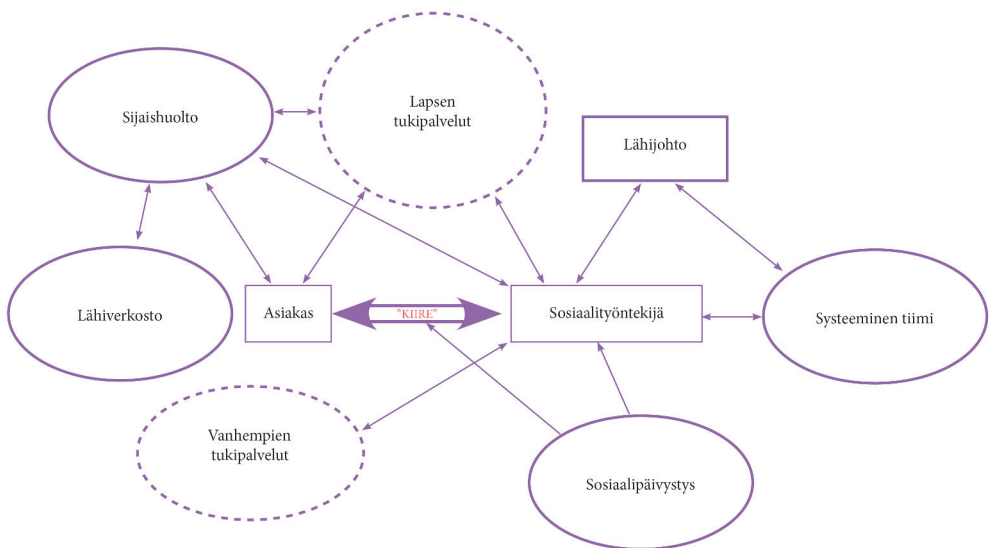 Sijaishuolto
Lapsen
tukipalvelut
Lähijohto
Lähiverkosto
Asiakas
"KIIRE"
Sosiaalityöntekijä
Systeeminen tiimi
Vanhempien
tukipalvelut
Sosiaalipäivystys